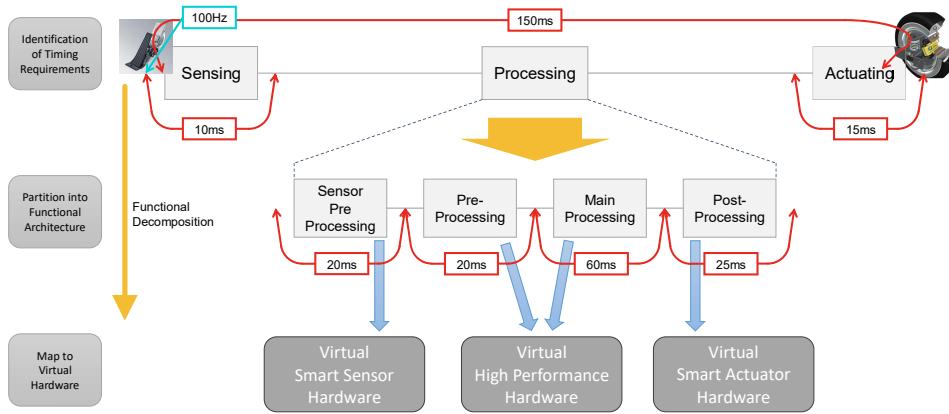 Identification
of Timing
Requirements
100Hz
150ms
Sensing
Processing
Actuating
10ms
15ms
Partition into
Functional
Architecture
Functional
Decomposition
Sensor
Pre
Processing
Pre-
Processing
Main
Processing
Post-
Processing
20ms
20ms
60ms
25ms
Map to
Virtual
Hardware
Virtual
Smart Sensor
Hardware
Virtual
High Performance
Hardware
Virtual
Smart Actuator
Hardware